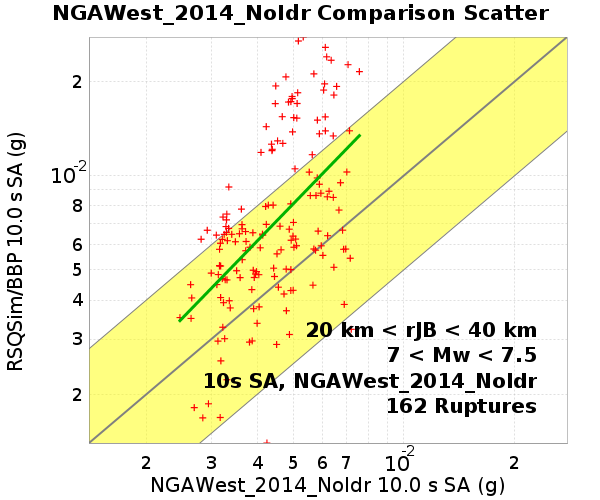 NGAWest_2014_NoIdr Comparison Scatter
RSQSim/BBP 10.0 s SA (g)
2
10⁻²
8
6
5
4
3
2
20 km < rJB < 40 km
7 < Mw < 7.5
10s SA, NGAWest_2014_NoIdr
162 Ruptures
2 3 4 5 6 7 10⁻² 2
NGAWest_2014_NoIdr 10.0 s SA (g)